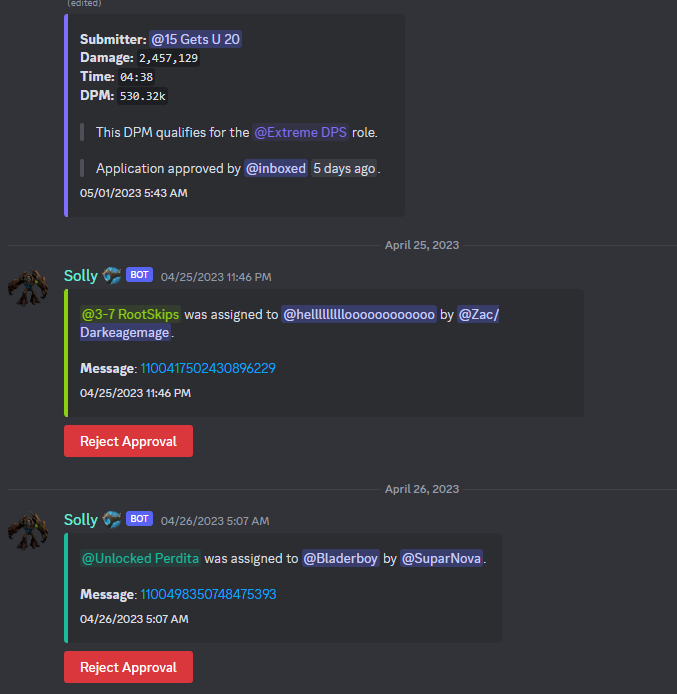 (edited)
Submitter: @15 Gets U 20
Damage: 2,457,129
Time: 04:38
DPM: 530.32k
This DPM qualifies for the @Extreme DPS role.
Application approved by @inboxed 5 days ago.
05/01/2023 5:43 AM
April 25, 2023
Solly BOT 04/25/2023 11:46 PM
@3-7 RootSkips was assigned to @helllllllllooooooooooooo by @Zac/
Darkeagemage.
Message: 1100417502430896229
04/25/2023 11:46 PM
Reject Approval
April 26, 2023
Solly BOT 04/26/2023 5:07 AM
@Unlocked Perdita was assigned to @Bladerboy by @SuparNova.
Message: 1100498350748475393
04/26/2023 5:07 AM
Reject Approval